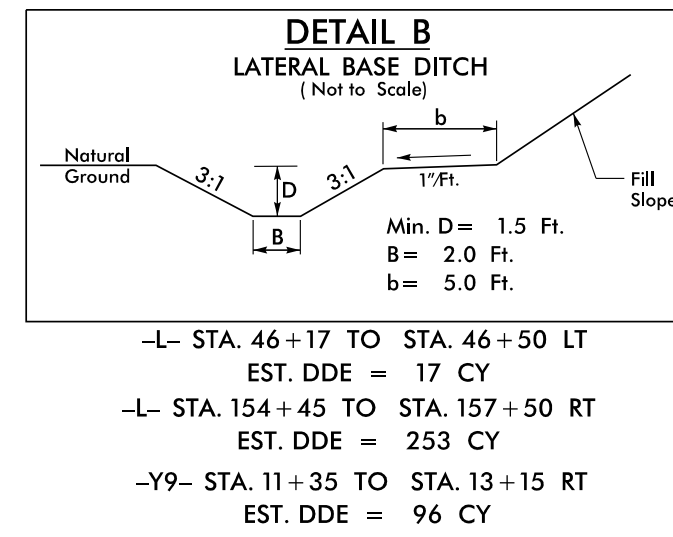 DETAIL B
LATERAL BASE DITCH
( Not to Scale)
b
Natural
Ground
3:1
D
3:1
1"/Ft.
B
Fill
Slope
Min. D= 1.5 Ft.
B= 2.0 Ft.
b= 5.0 Ft.
–L– STA. 46+17 TO STA. 46+50 LT
EST. DDE = 17 CY
–L– STA. 154+45 TO STA. 157+50 RT
EST. DDE = 253 CY
–Y9– STA. 11+35 TO STA. 13+15 RT
EST. DDE = 96 CY